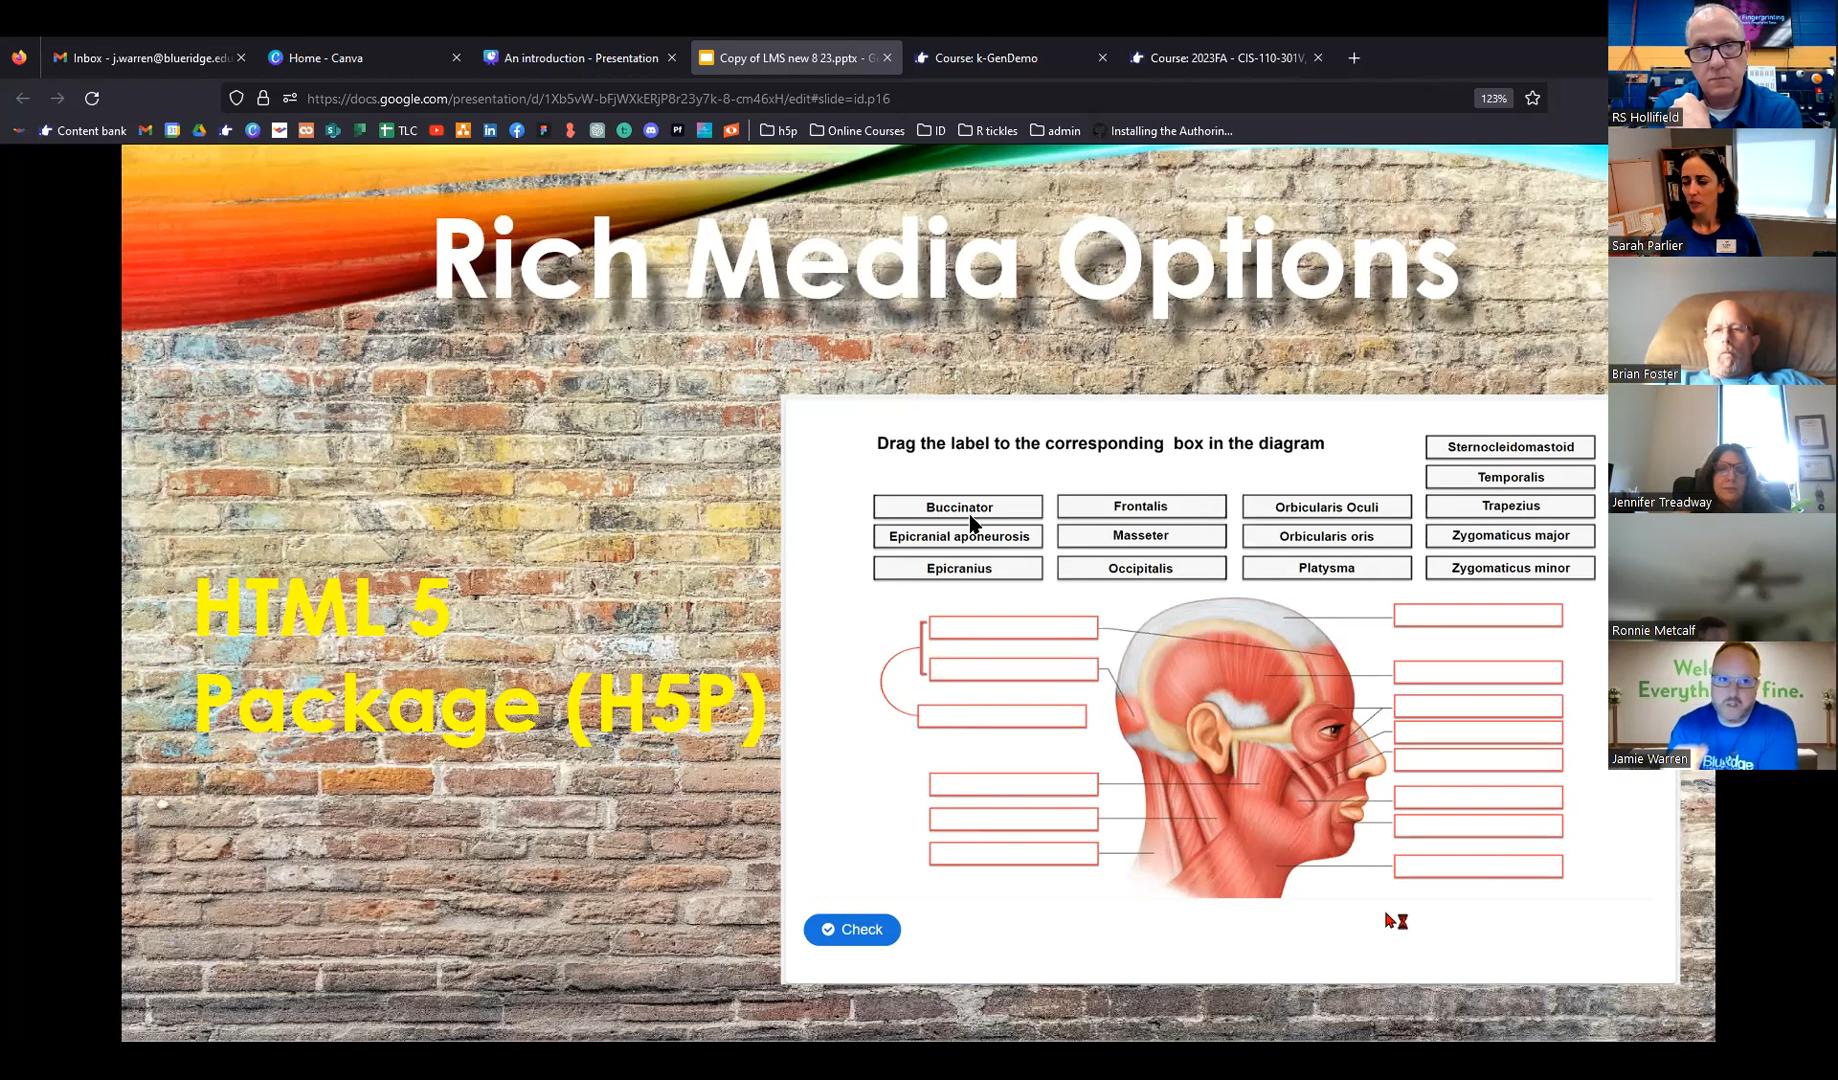 Inbox - j.warren@blueridge.edu
Home - Canva
An introduction - Presentation
Copy of LMS new 8 23.pptx - G
Course: k-GenDemo
Course: 2023FA - CIS-110-301V,
https://docs.google.com/presentation/d/1Xb5vW-bFjWXkERjP8r23y7k-8-cm46xH/edit#slide=id.p16
123%
Content bank
TLC
Pf
h5p
Online Courses
ID
R tickles
admin
Installing the Authorin...
Rich Media Options
HTML 5
Package (H5P)
Drag the label to the corresponding box in the diagram
Sternocleidomastoid
Temporalis
Buccinator
Frontalis
Orbicularis Oculi
Trapezius
Epicranial aponeurosis
Masseter
Orbicularis oris
Zygomaticus major
Epicranius
Occipitalis
Platysma
Zygomaticus minor
Check
Fingerprinting
RS Hollifield
Sarah Parlier
Brian Foster
Jennifer Treadway
Ronnie Metcalf
Jamie Warren